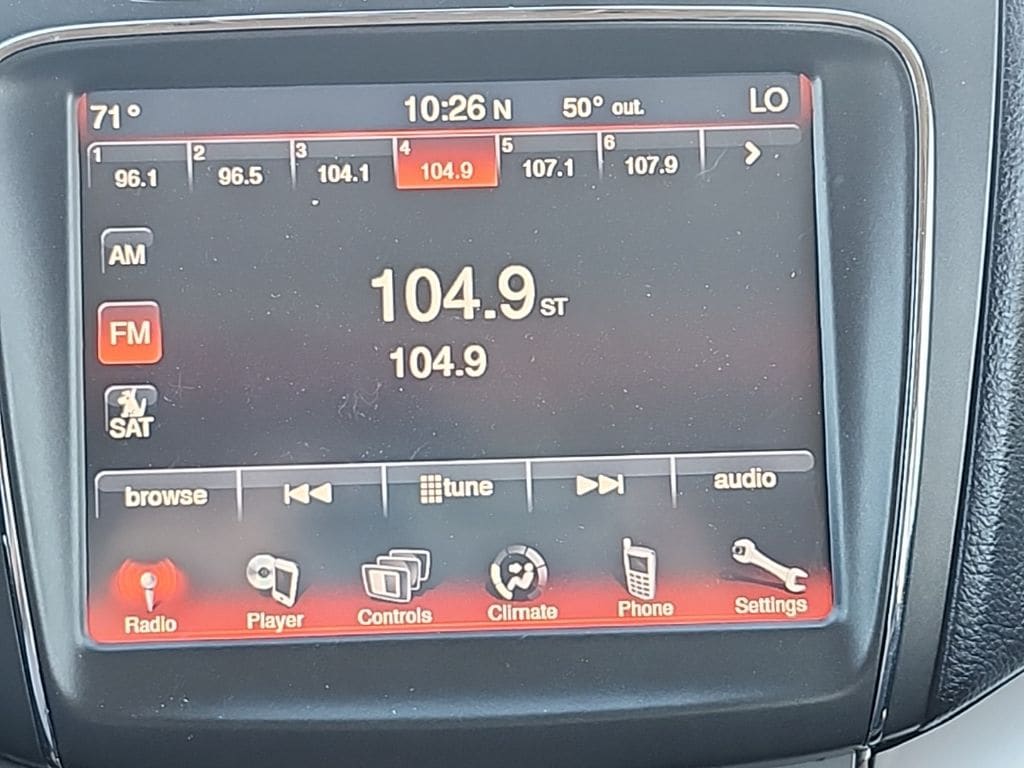 71° 10:26 N 50° out. LO
1 96.1 2 96.5 3 104.1 4 104.9 5 107.1 6 107.9 >
AM
104.9 ST
FM
104.9
SAT
browse tune audio
Radio Player Controls Climate Phone Settings